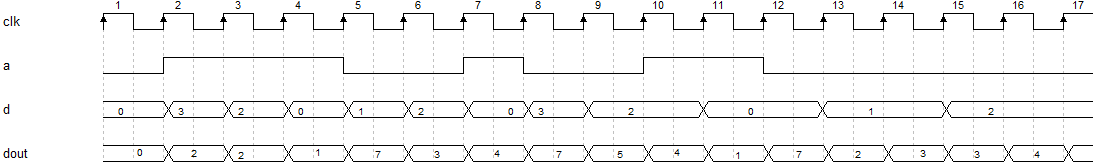 1 2 3 4 5 6 7 8 9 10 11 12 13 14 15 16 17
clk
a
d 0 3 2 0 1 2 0 3 2 0 1 2
dout 0 2 2 1 7 3 4 7 5 4 1 7 2 3 3 4